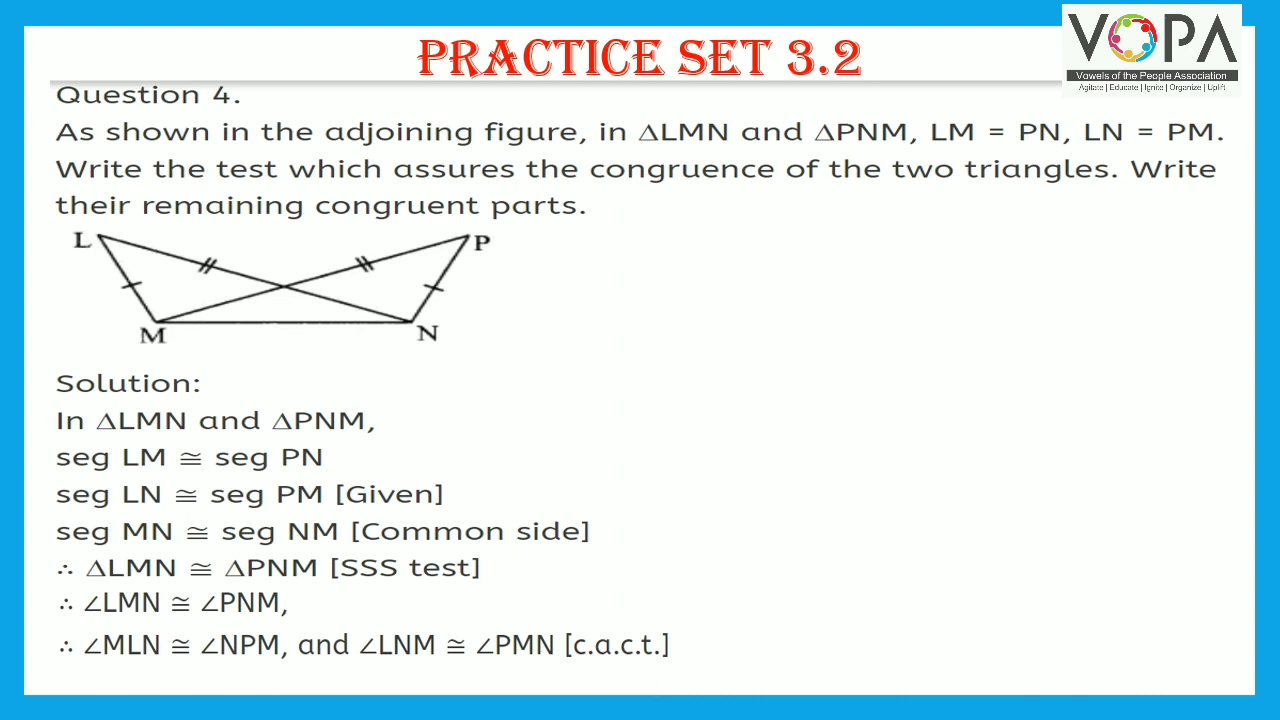 PRACTICE SET 3.2
VOPA
Vowels of the People Association
Agitate | Educate | Ignite | Organize | Uplift
Question 4.
As shown in the adjoining figure, in ∆LMN and ∆PNM, LM = PN, LN = PM.
Write the test which assures the congruence of the two triangles. Write
their remaining congruent parts.
L
P
M
N
Solution:
In ∆LMN and ∆PNM,
seg LM ≅ seg PN
seg LN ≅ seg PM [Given]
seg MN ≅ seg NM [Common side]
∴ ∆LMN ≅ ∆PNM [SSS test]
∴ ∠LMN ≅ ∠PNM,
∴ ∠MLN ≅ ∠NPM, and ∠LNM ≅ ∠PMN [c.a.c.t.]